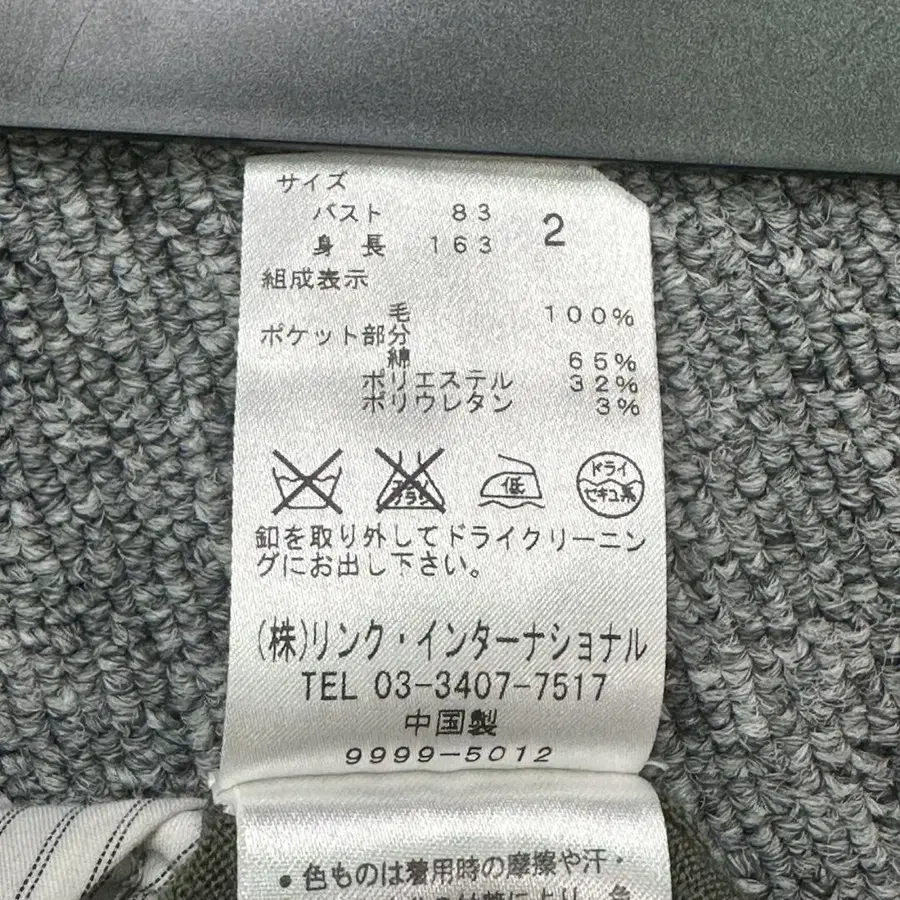 サイズ
バスト 83 2
身長 163
組成表示
毛 100%
ポケット部分
綿 65%
ポリエステル 32%
ポリウレタン 3%
低 ドライ
セキユ系
釦を取り外してドライクリーニン
グにお出し下さい。
(株)リンク・インターナショナル
TEL 03-3407-7517
中国製
9999-5012
•色ものは着用時の摩擦や汗・